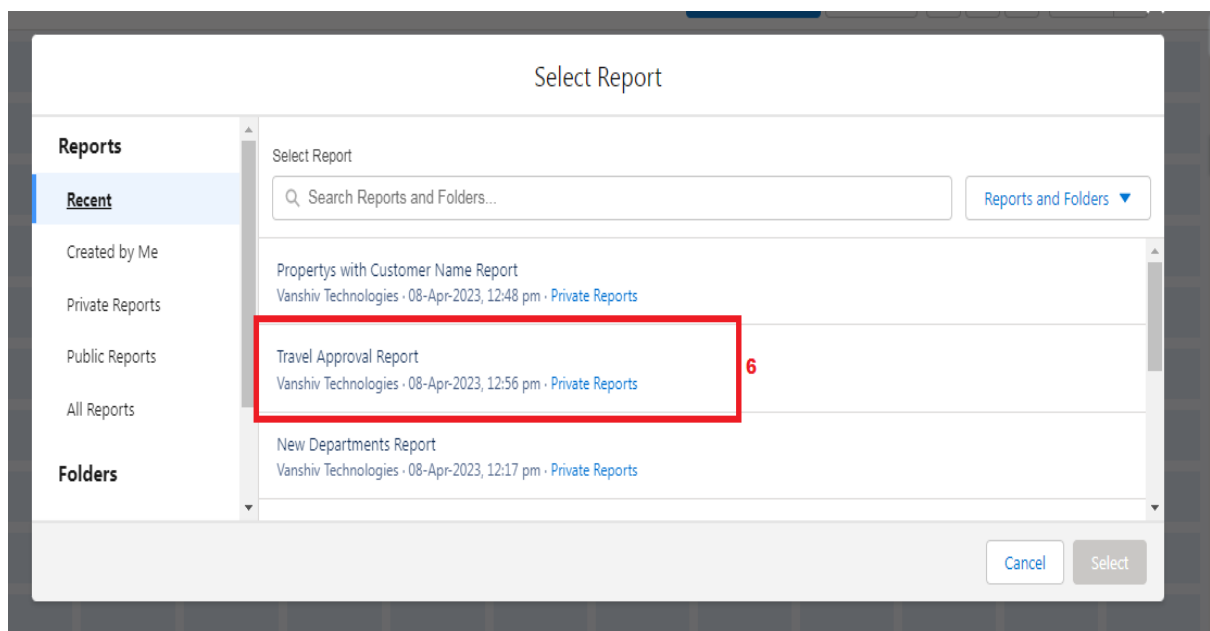 Select Report
Reports
Recent
Created by Me
Private Reports
Public Reports
All Reports
Folders
Select Report
Search Reports and Folders...
Reports and Folders
Propertys with Customer Name Report
Vanshiv Technologies · 08-Apr-2023, 12:48 pm · Private Reports
Travel Approval Report
Vanshiv Technologies · 08-Apr-2023, 12:56 pm · Private Reports
6
New Departments Report
Vanshiv Technologies · 08-Apr-2023, 12:17 pm · Private Reports
Cancel
Select